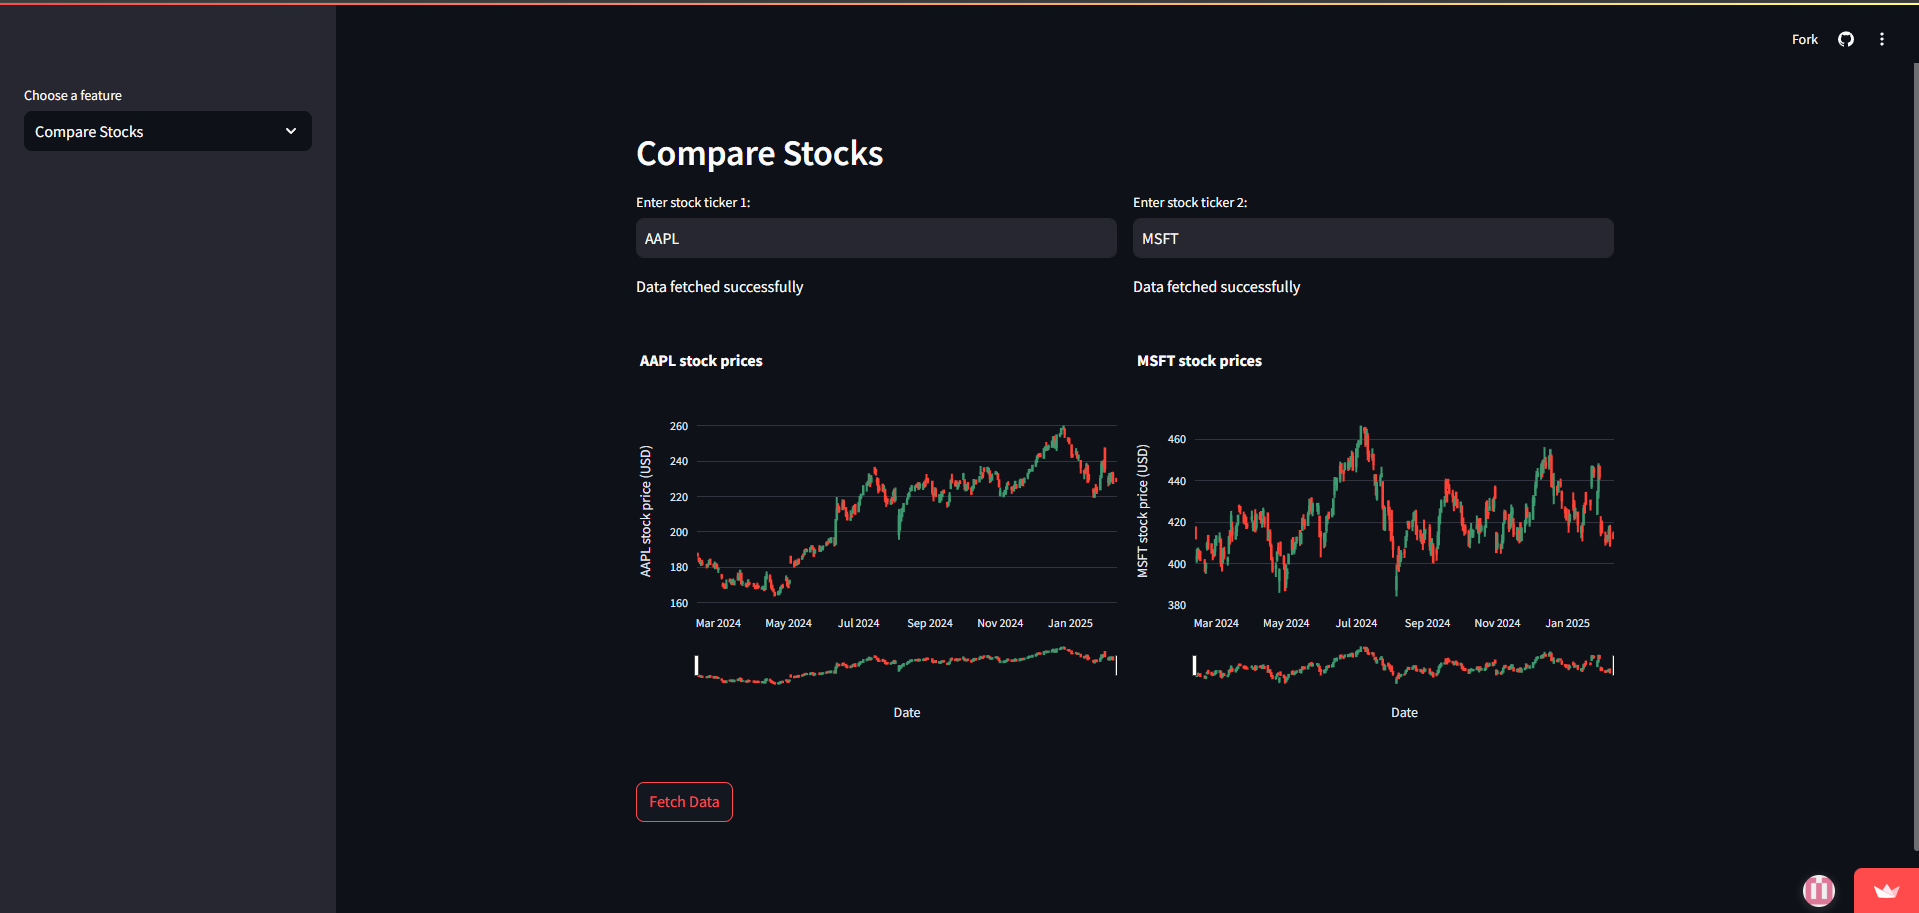 Fork
Choose a feature
Compare Stocks
Compare Stocks
Enter stock ticker 1:
Enter stock ticker 2:
AAPL
MSFT
Data fetched successfully
Data fetched successfully
AAPL stock prices
260
240
220
200
180
160
AAPL stock price (USD)
Mar 2024 May 2024 Jul 2024 Sep 2024 Nov 2024 Jan 2025
Date
MSFT stock prices
460
440
420
400
380
MSFT stock price (USD)
Mar 2024 May 2024 Jul 2024 Sep 2024 Nov 2024 Jan 2025
Date
Fetch Data